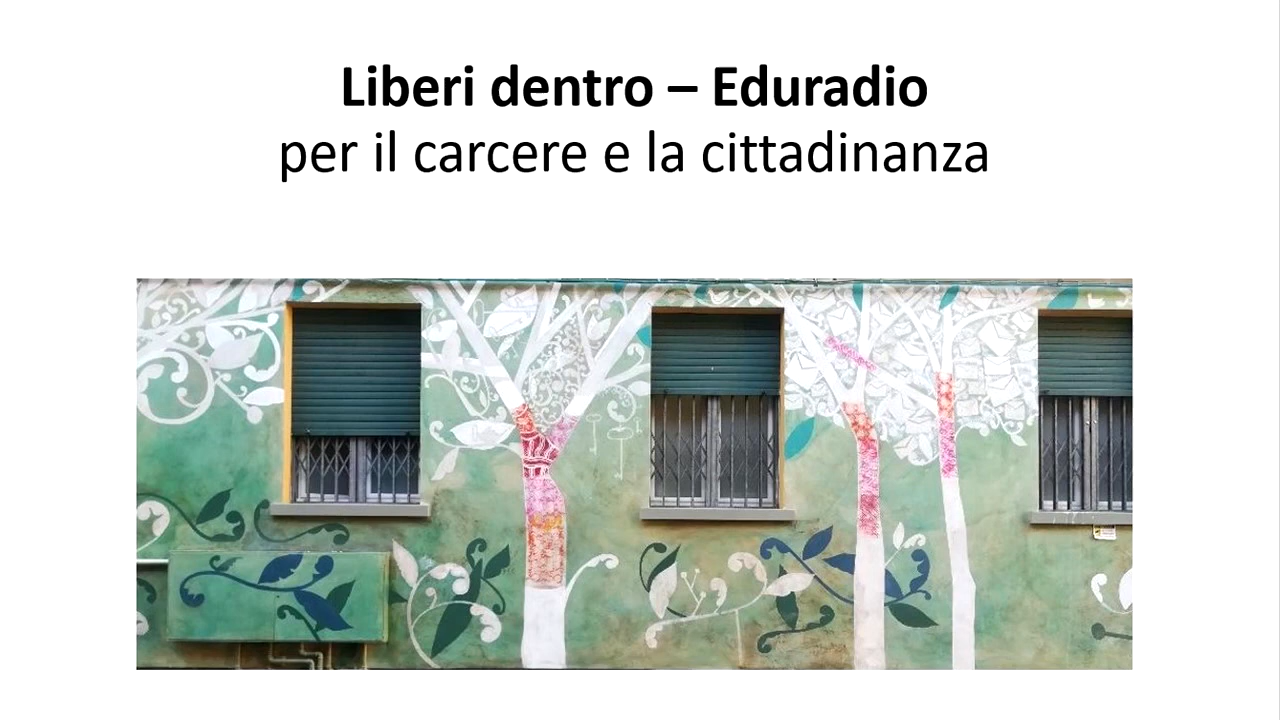 Liberi dentro – Eduradio
per il carcere e la cittadinanza